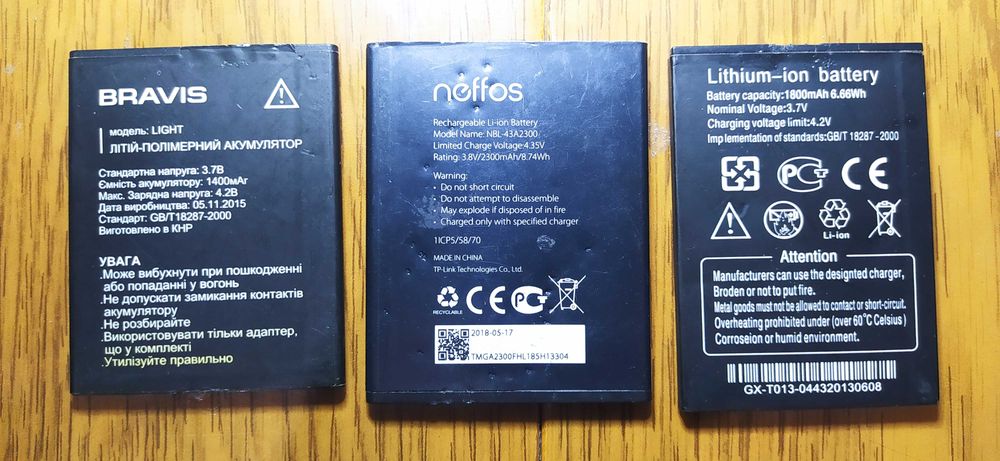 BRAVIS
модель: LIGHT
ЛІТІЙ-ПОЛІМЕРНИЙ АКУМУЛЯТОР
Стандартна напруга: 3.7В
Ємність акумулятору: 1400мАг
Макс. Зарядна напруга: 4.2В
Дата виробництва: 05.11.2015
Стандарт: GB/T18287-2000
Виготовлено в КНР
УВАГА
.Може вибухнути при пошкодженні
або попаданні у вогонь
.Не допускати замикання контактів
акумулятору
.Не розбирайте
.Використовувати тільки адаптер,
що у комплекті
.Утилізуйте правильно
neffos
Rechargeable Li-ion Battery
Model Name: NBL-43A2300
Limited Charge Voltage: 4.35V
Rating: 3.8V/2300mAh/8.74Wh
Warning:
• Do not short circuit
• Do not attempt to disassemble
• May explode if disposed of in fire
• Charged only with specified charger
1ICP5/58/70
MADE IN CHINA
TP-Link Technologies Co., Ltd.
RECYCLABLE
2018-05-17
TMGA2300FHL185H13304
Lithium-ion battery
Battery capacity:1800mAh 6.66Wh
Nominal Voltage:3.7V
Charging voltage limit:4.2V
Implementation of standards:GB/T 18287-2000
Li-ion
Attention
Manufacturers can use the designted charger,
Broden or not to put fire.
Metal goods must not be allowed to contact or short-circuit.
Overheating prohibited under (over 60°C Celsius)
Corroseion or humid environment.
GX-T013-044320130608